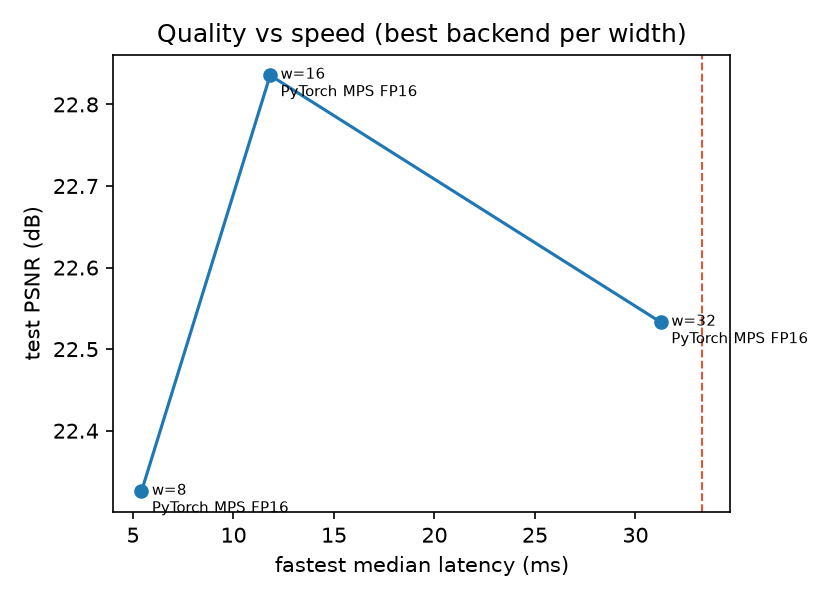 Quality vs speed (best backend per width)
w=16
PyTorch MPS FP16
22.8
22.7
22.6
22.5
22.4
test PSNR (dB)
w=32
PyTorch MPS FP16
w=8
PyTorch MPS FP16
5
10
15
20
25
30
fastest median latency (ms)